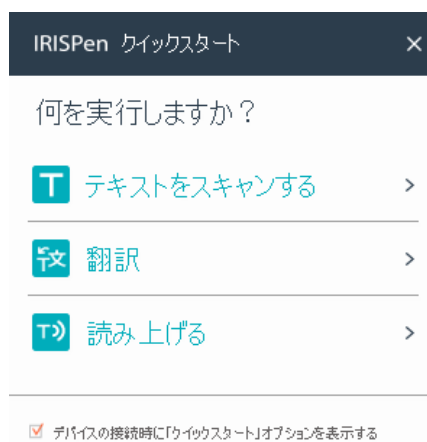 IRISPen クイックスタート
何を実行しますか？
テキストをスキャンする
翻訳
読み上げる
デバイスの接続時に「クイックスタート」オプションを表示する